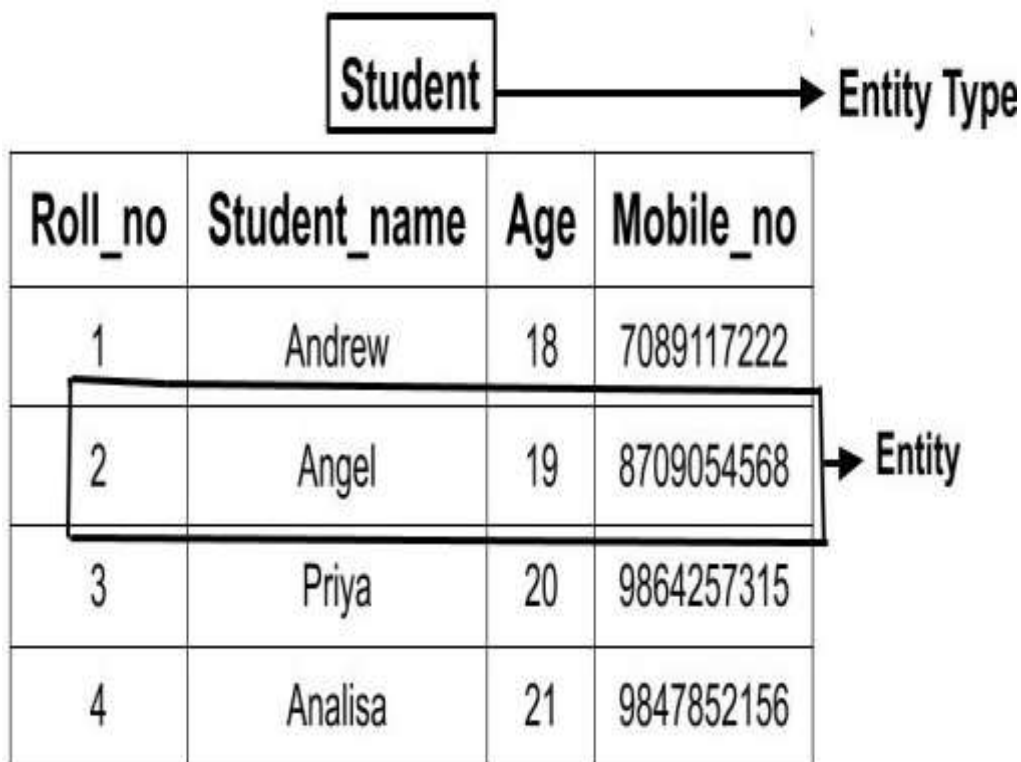 Student
Entity Type
Roll_no Student_name Age Mobile_no
1 Andrew 18 7089117222
2 Angel 19 8709054568
Entity
3 Priya 20 9864257315
4 Analisa 21 9847852156